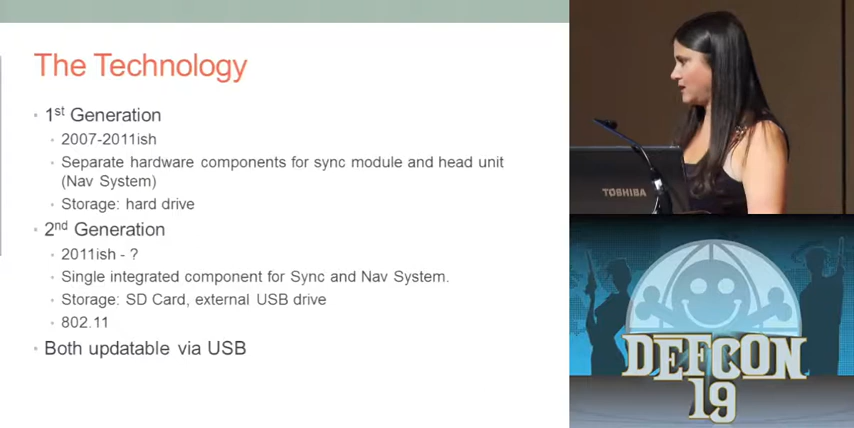 The Technology
1st Generation
2007-2011ish
Separate hardware components for sync module and head unit
(Nav System)
Storage: hard drive
2nd Generation
2011ish - ?
Single integrated component for Sync and Nav System.
Storage: SD Card, external USB drive
802.11
Both updatable via USB
TOSHIBA
DEFCON
19